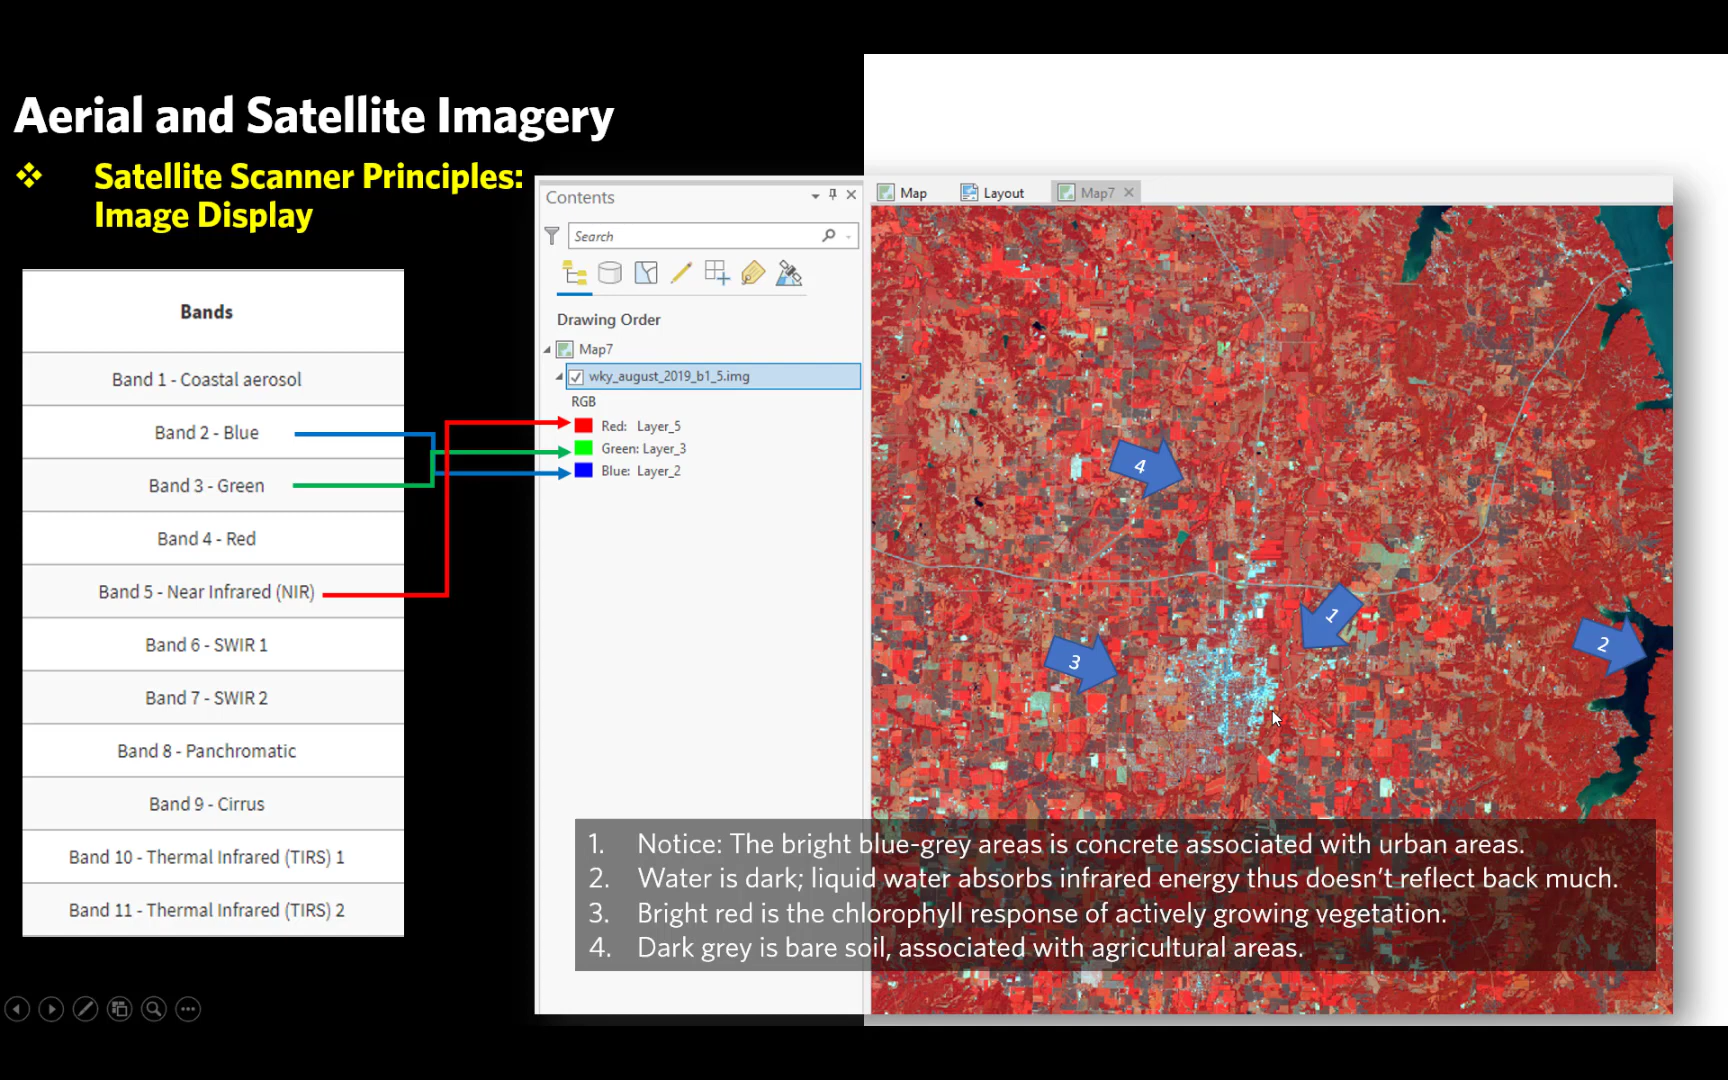 Aerial and Satellite Imagery
Satellite Scanner Principles:
Image Display
Bands
Band 1 - Coastal aerosol
Band 2 - Blue
Band 3 - Green
Band 4 - Red
Band 5 - Near Infrared (NIR)
Band 6 - SWIR 1
Band 7 - SWIR 2
Band 8 - Panchromatic
Band 9 - Cirrus
Band 10 - Thermal Infrared (TIRS) 1
Band 11 - Thermal Infrared (TIRS) 2
Contents
Search
Drawing Order
Map7
wky_august_2019_b1_5.img
RGB
Red: Layer_5
Green: Layer_3
Blue: Layer_2
Map Layout Map7
4
1
2
3
1. Notice: The bright blue-grey areas is concrete associated with urban areas.
2. Water is dark; liquid water absorbs infrared energy thus doesn't reflect back much.
3. Bright red is the chlorophyll response of actively growing vegetation.
4. Dark grey is bare soil, associated with agricultural areas.